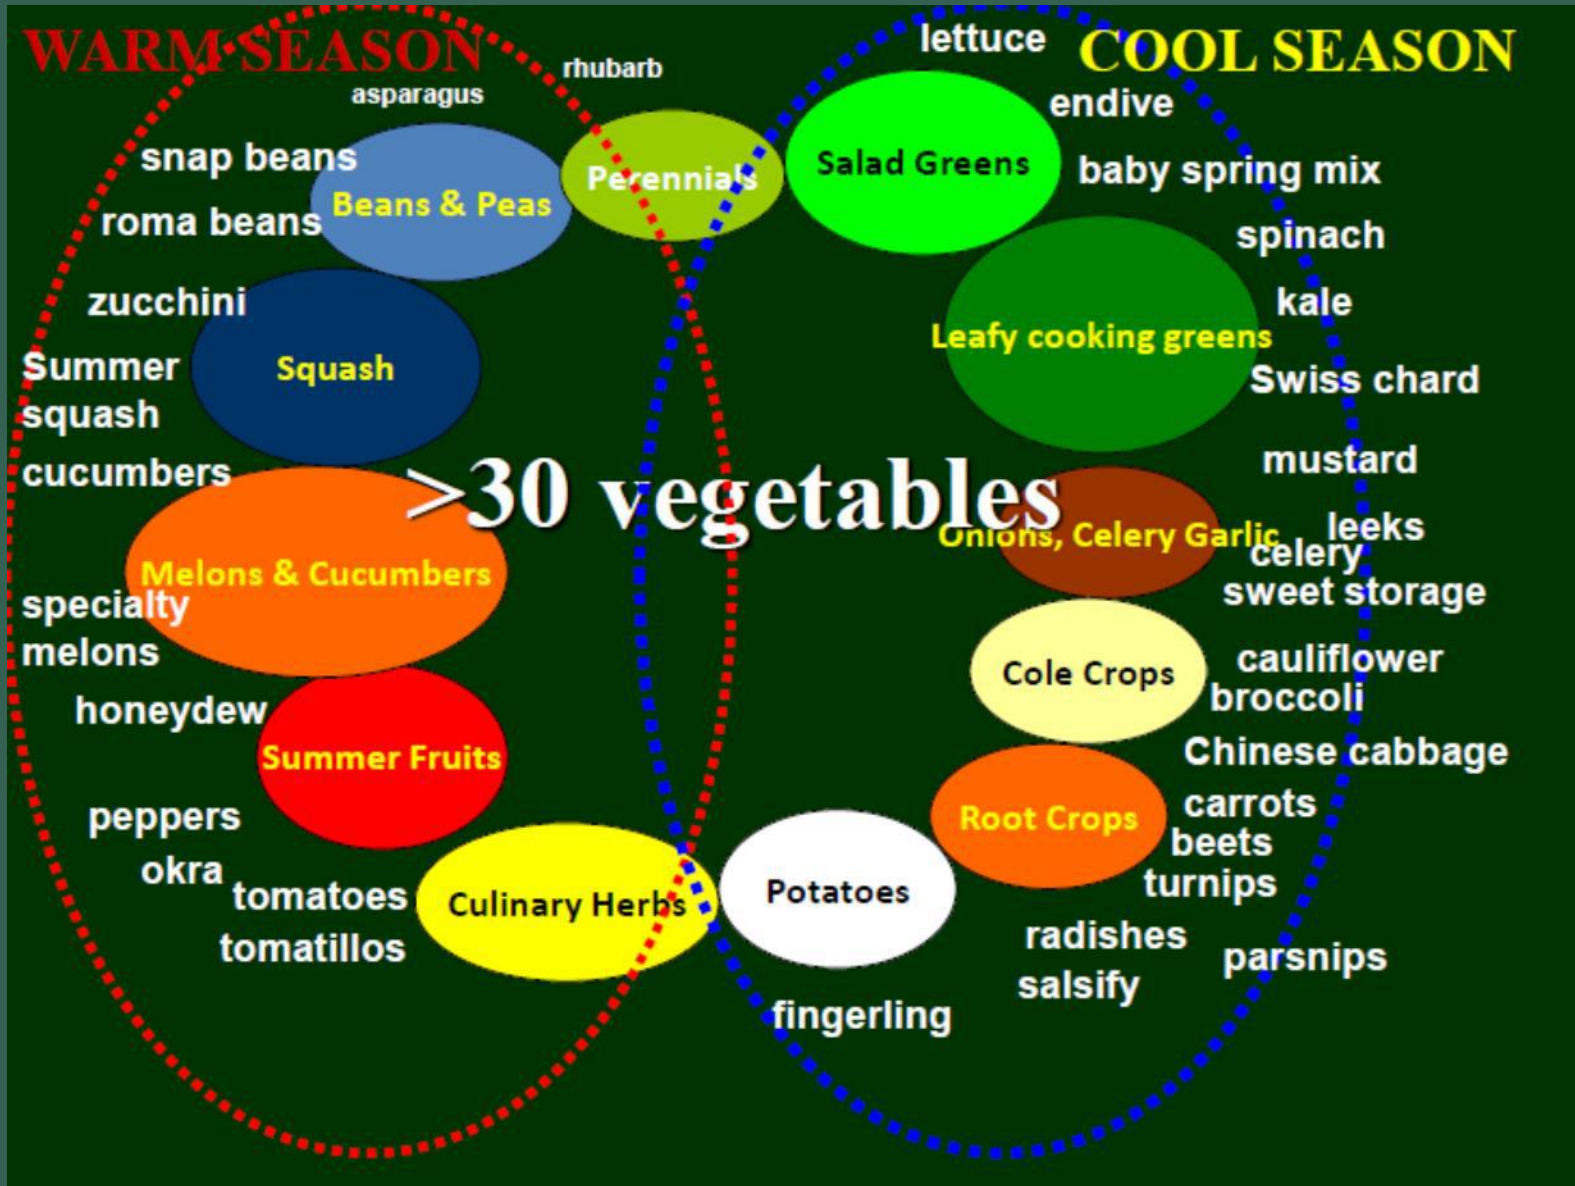 WARM SEASON
COOL SEASON
lettuce
rhubarb
asparagus
endive
snap beans
Beans & Peas
Perennials
Salad Greens
baby spring mix
roma beans
spinach
zucchini
kale
Leafy cooking greens
Summer
squash
Squash
Swiss chard
cucumbers
>30 vegetables
mustard
Onions, Celery Garlic
leeks
celery
sweet storage
Melons & Cucumbers
specialty
melons
Cole Crops
cauliflower
broccoli
honeydew
Summer Fruits
Chinese cabbage
peppers
Root Crops
carrots
beets
turnips
okra
tomatoes
tomatillos
Culinary Herbs
Potatoes
radishes
salsify
parsnips
fingerling